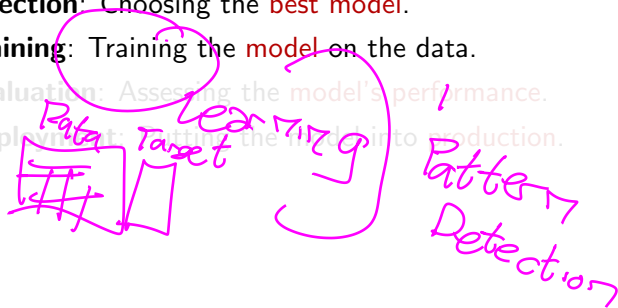 ection: Choosing the best model.
aining: Training the model on the data.
aluation: Assessing the model's performance.
ployment: Putting the model into production.
Data Target Learning
Pattern
Detection